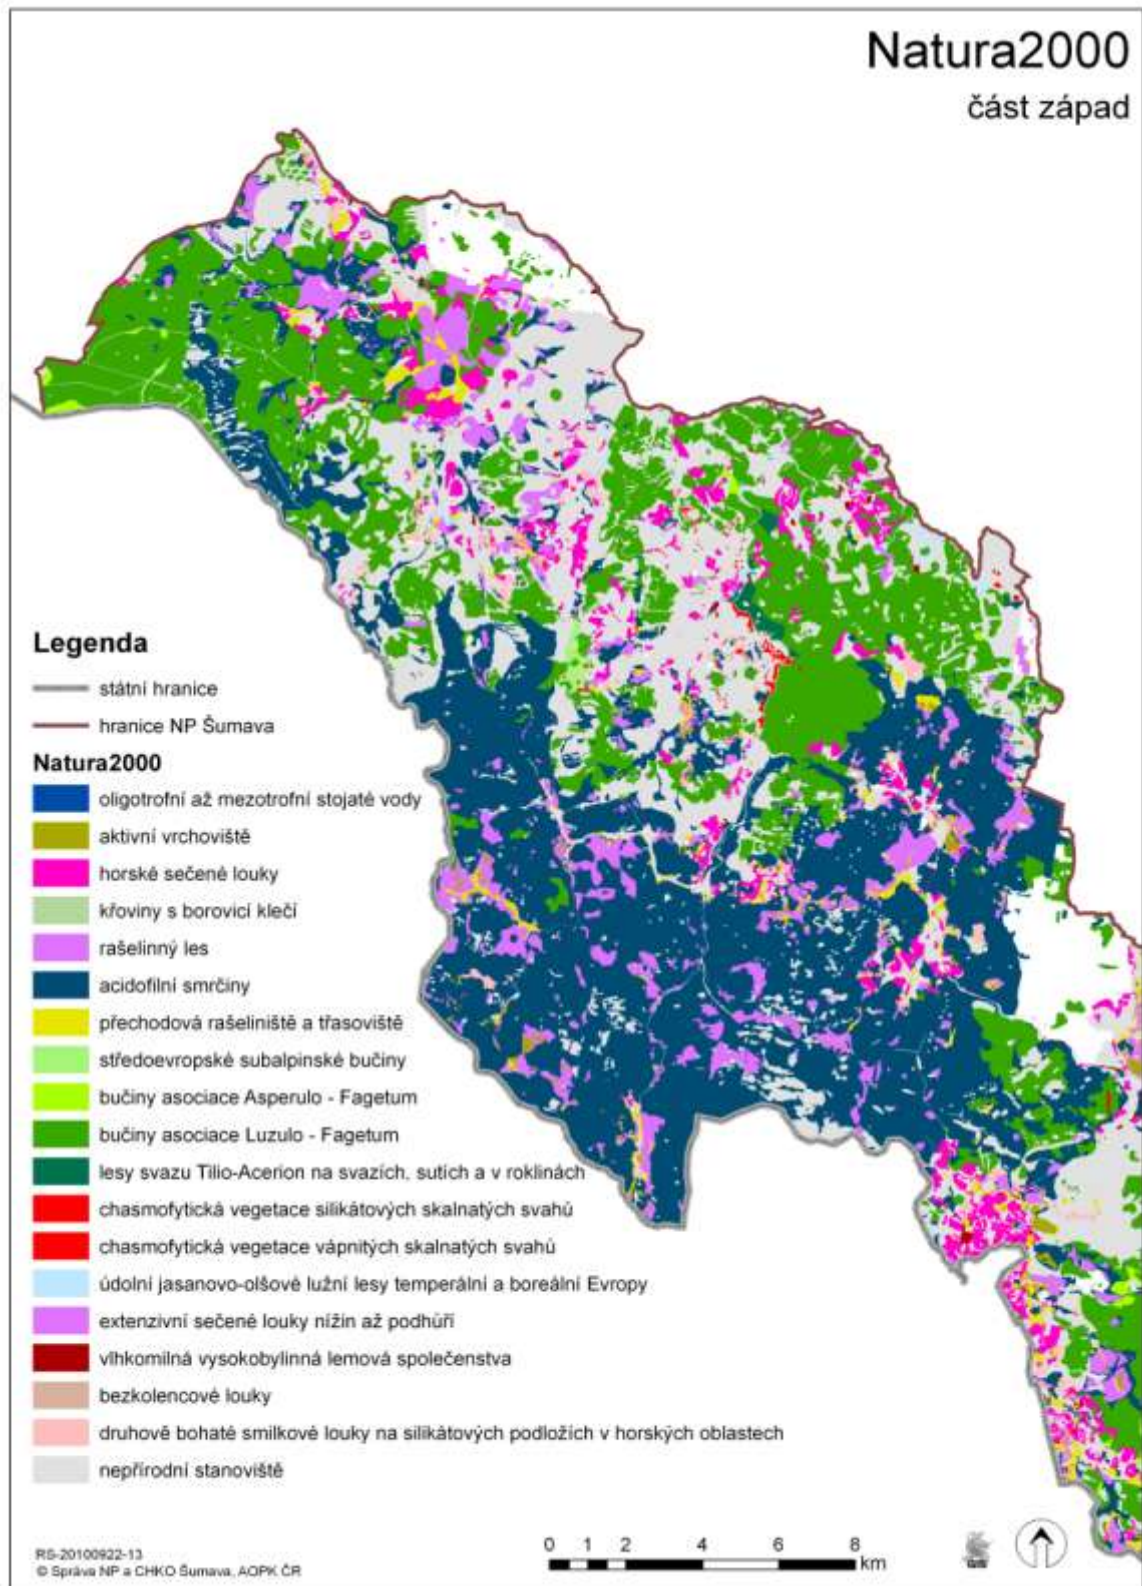 Natura2000
část západ
Legenda
státní hranice
hranice NP Šumava
Natura2000
oligotrofní až mezotrofní stojaté vody
aktivní vrchoviště
horské sečené louky
křoviny s borovicí klečí
rašelinný les
acidofilní smrčiny
přechodová rašeliniště a třasoviště
středoevropské subalpinské bučiny
bučiny asociace Asperulo - Fagetum
bučiny asociace Luzulo - Fagetum
lesy svazu Tilio-Acerion na svazích, sutích a v roklinách
chasmofytická vegetace silikátových skalnatých svahů
chasmofytická vegetace vápnitých skalnatých svahů
údolní jasanovo-olšové lužní lesy temperální a boreální Evropy
extenzivní sečené louky nížin až podhůří
vlhkomilná vysokobylinná lemová společenstva
bezkolencové louky
druhově bohaté smilkové louky na silikátových podložích v horských oblastech
nepřírodní stanoviště
0 1 2 4 6 8
km
GIS
RS-20100922-13
© Správa NP a CHKO Šumava, AOPK ČR